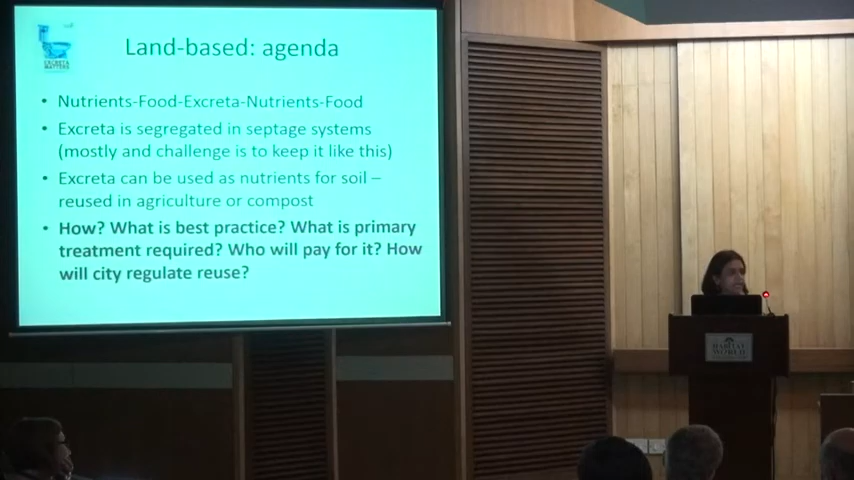 EXCRETA
MATTERS
Land-based: agenda
• Nutrients-Food-Excreta-Nutrients-Food
• Excreta is segregated in septage systems
(mostly and challenge is to keep it like this)
• Excreta can be used as nutrients for soil –
reused in agriculture or compost
• How? What is best practice? What is primary
treatment required? Who will pay for it? How
will city regulate reuse?
HABITAT
WORLD